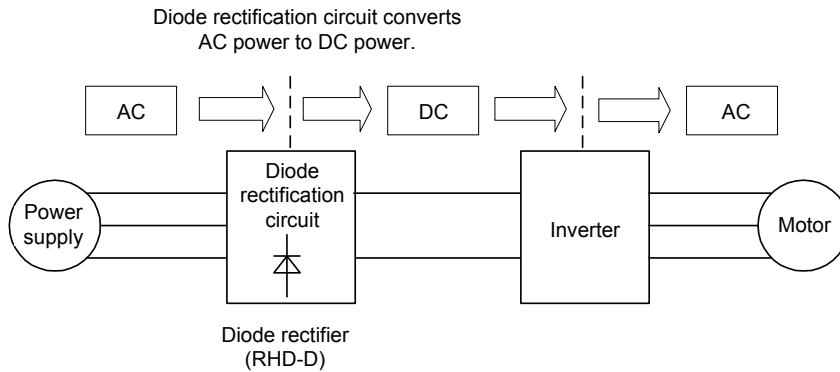 Diode rectification circuit converts
AC power to DC power.
AC
DC
AC
Power
supply
Diode
rectification
circuit
Inverter
Motor
Diode rectifier
(RHD-D)